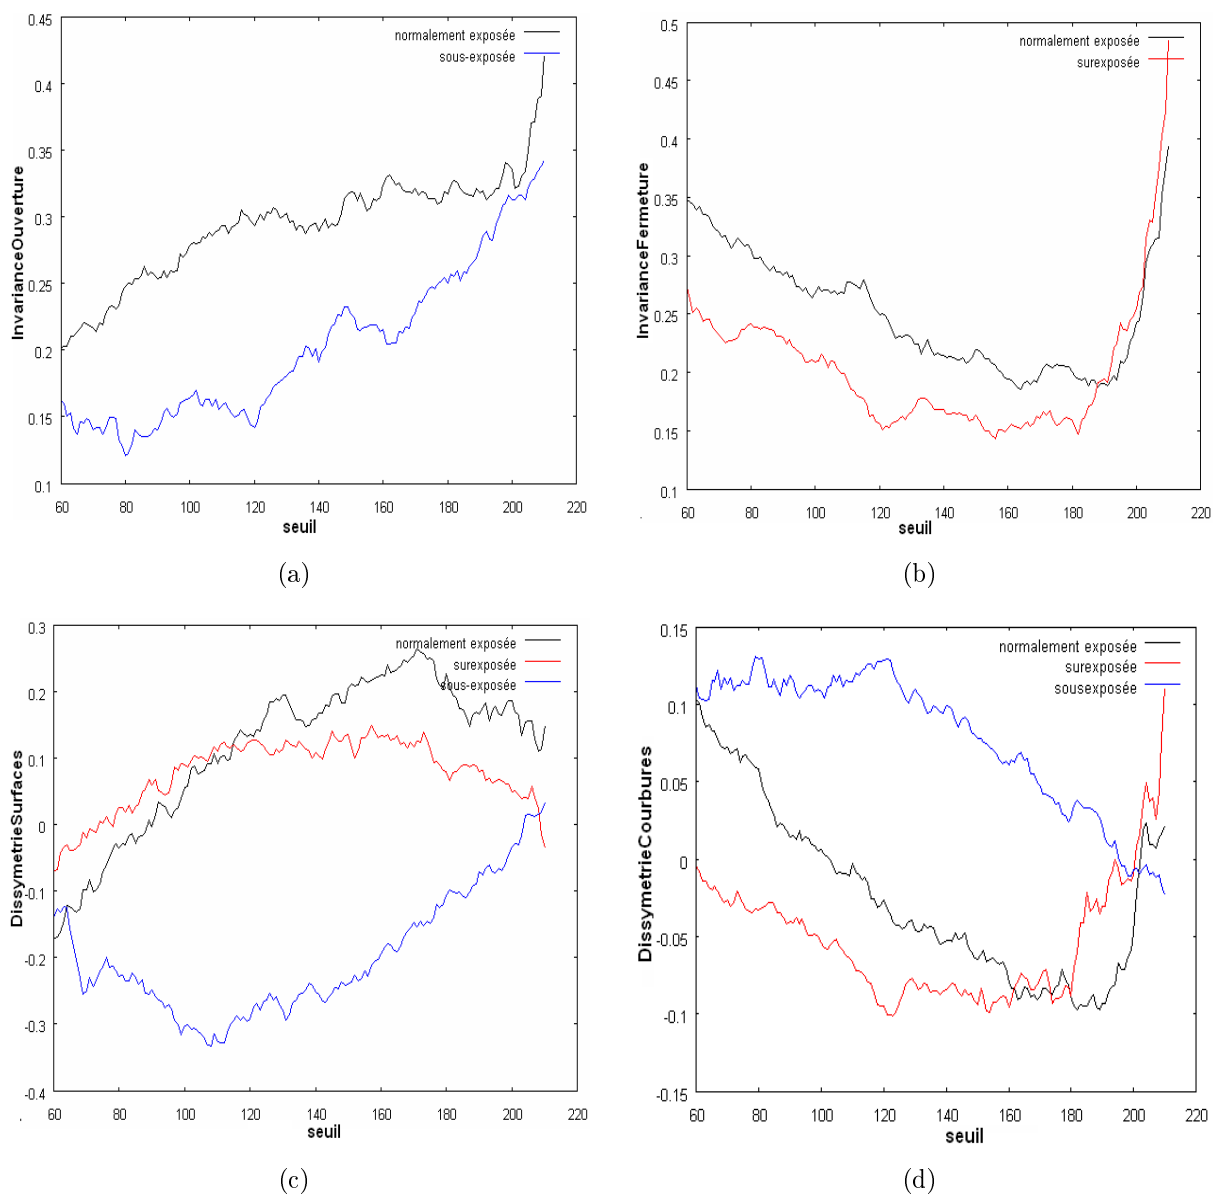 normalement exposée
sous-exposée
InvarianceOuverture
0.45
0.4
0.35
0.3
0.25
0.2
0.15
0.1
60 80 100 120 140 160 180 200 220
seuil
(a)
normalement exposée
surexposée
InvarianceFermeture
0.5
0.45
0.4
0.35
0.3
0.25
0.2
0.15
0.1
60 80 100 120 140 160 180 200 220
seuil
(b)
normalement exposée
surexposée
sous-exposée
DissymetrieSurfaces
0.3
0.2
0.1
0
-0.1
-0.2
-0.3
-0.4
60 80 100 120 140 160 180 200 220
seuil
(c)
normalement exposée
surexposée
sousexposée
DissymetrieCourbures
0.15
0.1
0.05
0
-0.05
-0.1
-0.15
60 80 100 120 140 160 180 200 220
seuil
(d)